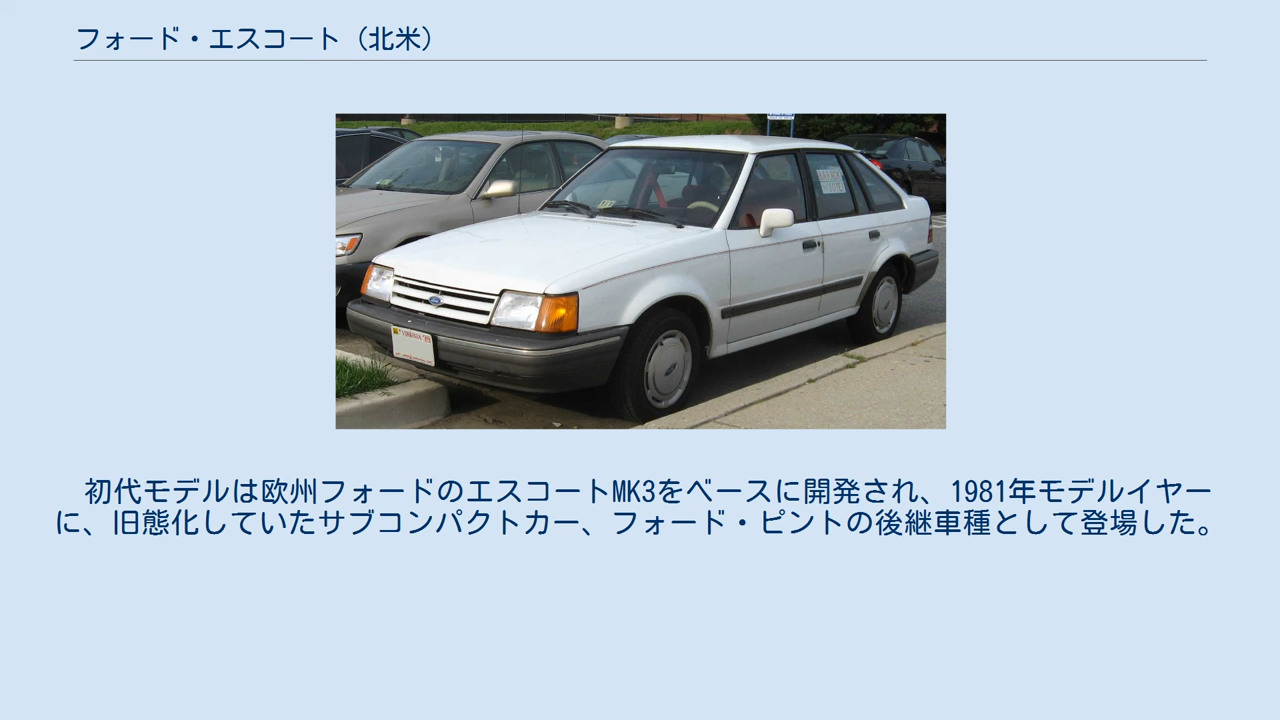 フォード・エスコート（北米）
初代モデルは欧州フォードのエスコートMK3をベースに開発され、1981年モデルイヤー
に、旧態化していたサブコンパクトカー、フォード・ピントの後継車種として登場した。